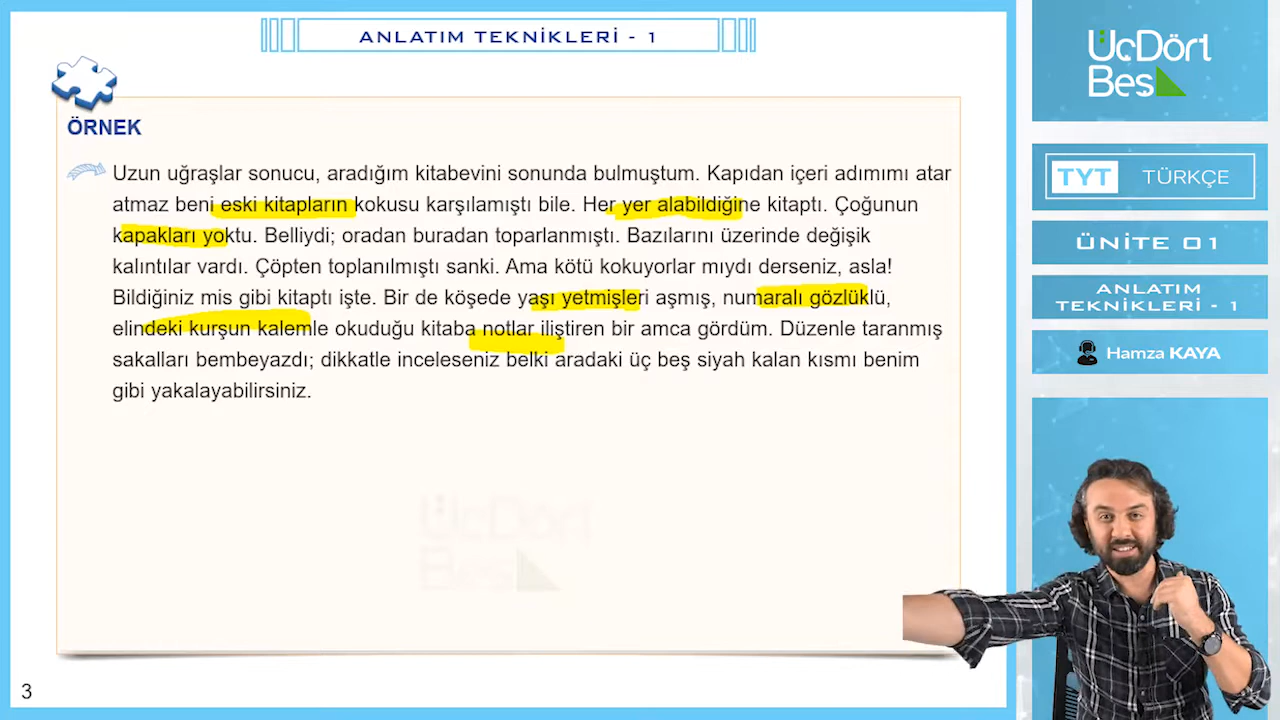 ANLATIM TEKNİKLERİ - 1
ÖRNEK
Uzun uğraşlar sonucu, aradığım kitabevini sonunda bulmuştum. Kapıdan içeri adımımı atar
atmaz beni eski kitapların kokusu karşılamıştı bile. Her yer alabildiğine kitaptı. Çoğunun
kapakları yoktu. Belliydi; oradan buradan toparlanmıştı. Bazılarını üzerinde değişik
kalıntılar vardı. Çöpten toplanılmıştı sanki. Ama kötü kokuyorlar mıydı derseniz, asla!
Bildiğiniz mis gibi kitaptı işte. Bir de köşede yaşı yetmişleri aşmış, numaralı gözlüklü,
elindeki kurşun kalemle okuduğu kitaba notlar iliştiren bir amca gördüm. Düzenle taranmış
sakalları bembeyazdı; dikkatle inceleseniz belki aradaki üç beş siyah kalan kısmı benim
gibi yakalayabilirsiniz.
ÜçDört
Beş
3
ÜçDört
Beş
TYT TÜRKÇE
ÜNİTE 01
ANLATIM
TEKNİKLERİ - 1
Hamza KAYA